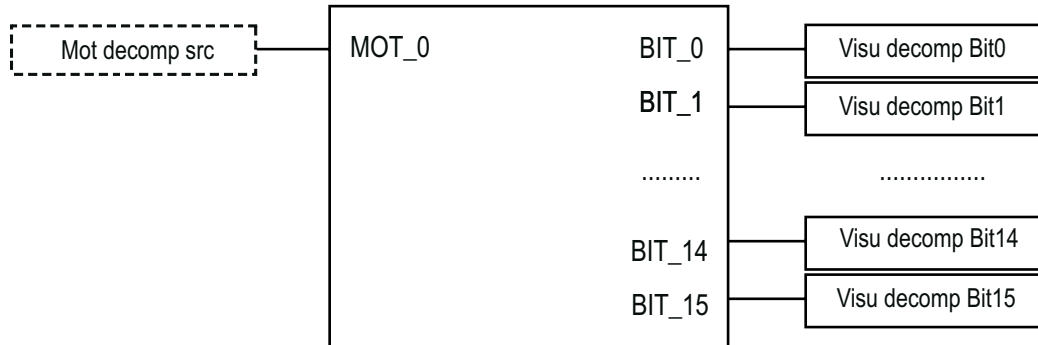 Mot decomp src
MOT_0
BIT_0
Visu decomp Bit0
BIT_1
Visu decomp Bit1
.........
................
BIT_14
Visu decomp Bit14
BIT_15
Visu decomp Bit15